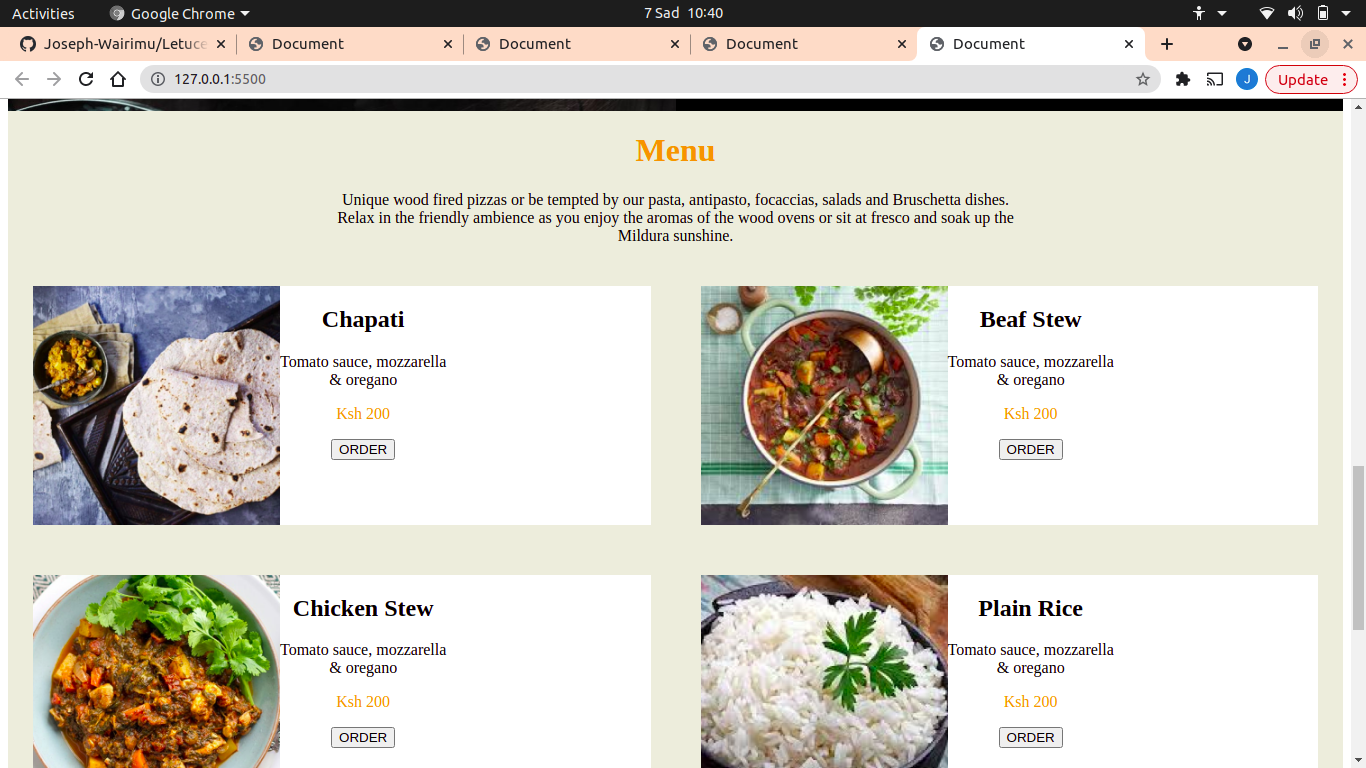 Activities
Google Chrome
7 Sad 10:40
Joseph-Wairimu/Letuce
Document
Document
Document
Document
127.0.0.1:5500
J
Update
Menu
Unique wood fired pizzas or be tempted by our pasta, antipasto, focaccias, salads and Bruschetta dishes.
Relax in the friendly ambience as you enjoy the aromas of the wood ovens or sit at fresco and soak up the
Mildura sunshine.
Chapati
Tomato sauce, mozzarella
& oregano
Ksh 200
ORDER
Beaf Stew
Tomato sauce, mozzarella
& oregano
Ksh 200
ORDER
Chicken Stew
Tomato sauce, mozzarella
& oregano
Ksh 200
ORDER
Plain Rice
Tomato sauce, mozzarella
& oregano
Ksh 200
ORDER